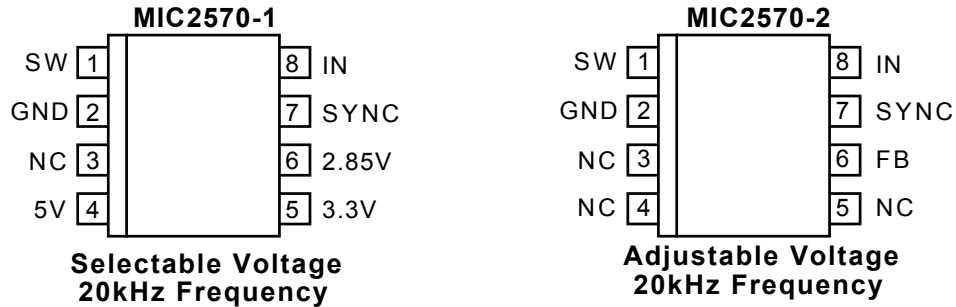 MIC2570-1
SW 1 8 IN
GND 2 7 SYNC
NC 3 6 2.85V
5V 4 5 3.3V
Selectable Voltage
20kHz Frequency
MIC2570-2
SW 1 8 IN
GND 2 7 SYNC
NC 3 6 FB
NC 4 5 NC
Adjustable Voltage
20kHz Frequency